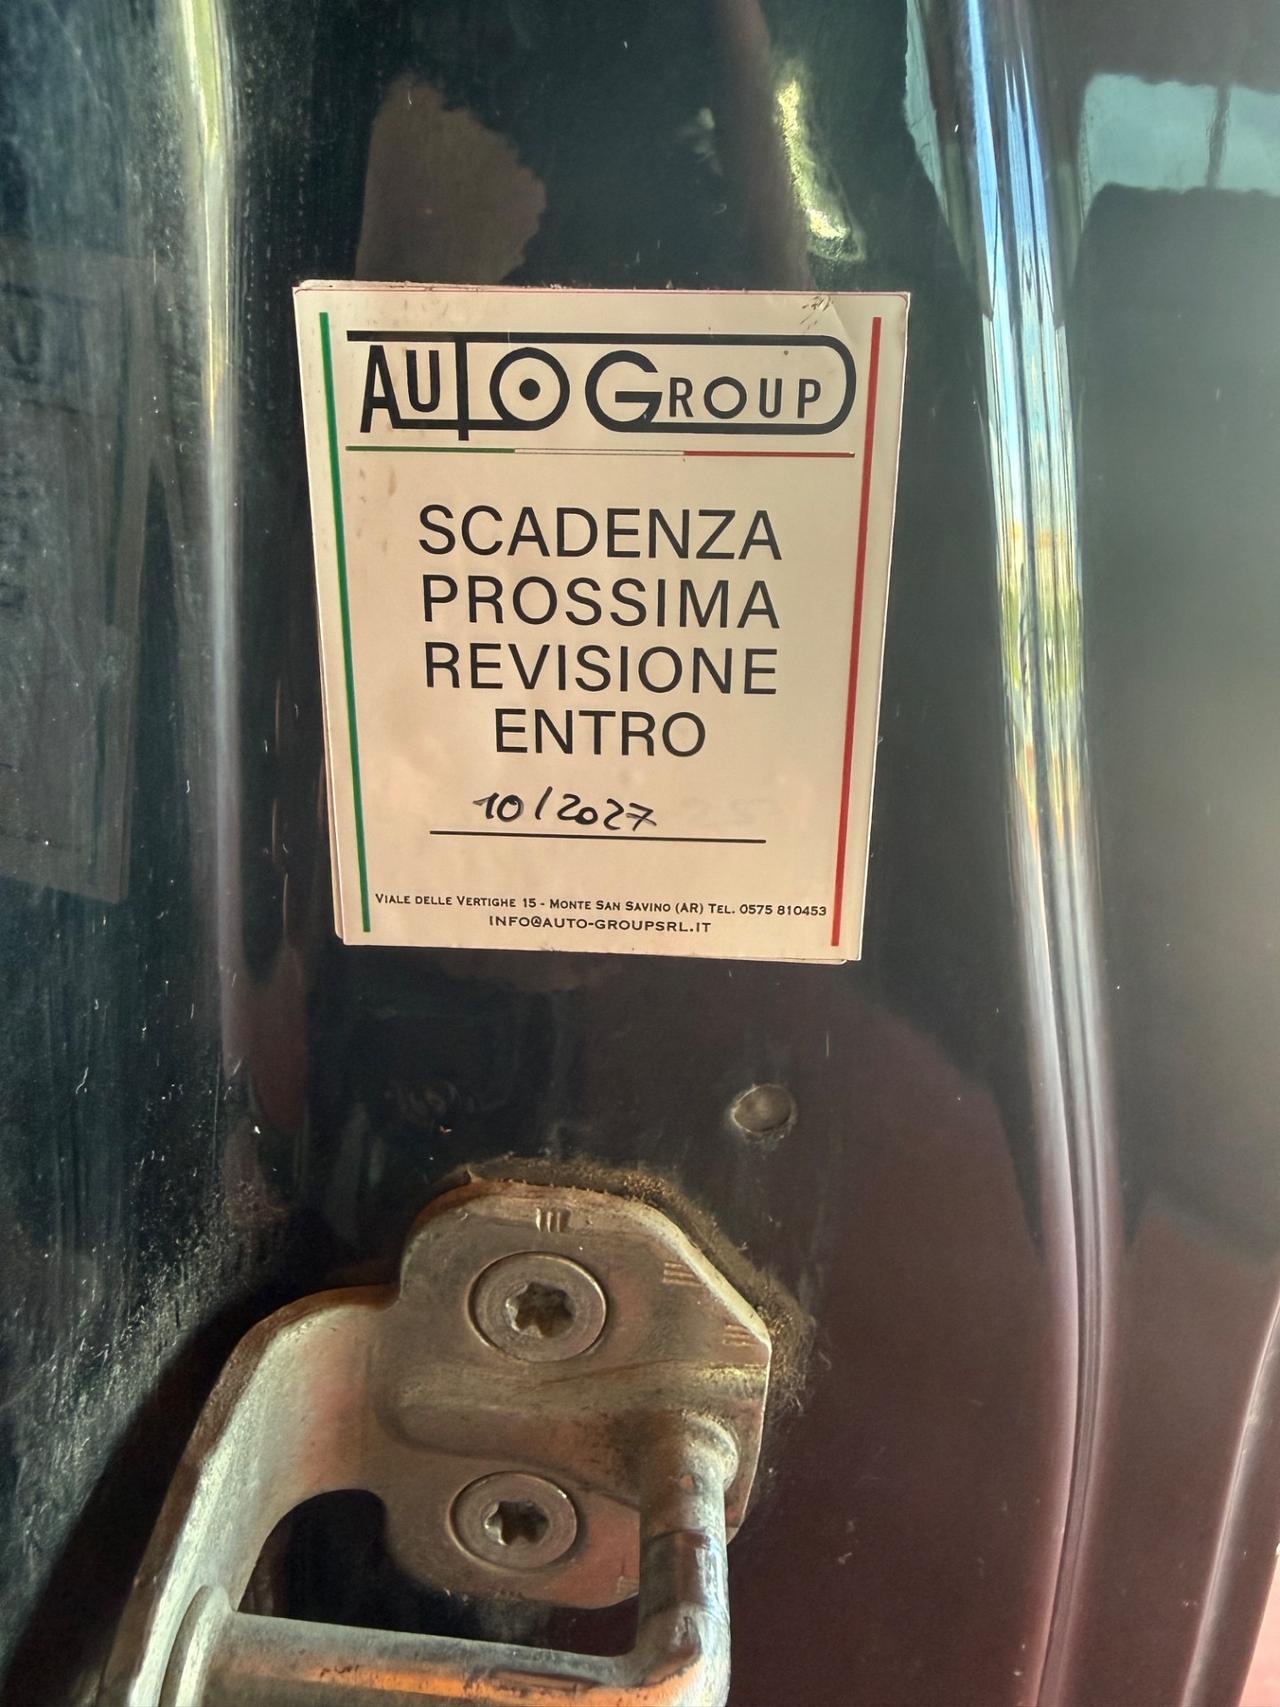 AUTO GROUP
SCADENZA
PROSSIMA
REVISIONE
ENTRO
10/2027
VIALE DELLE VERTIGHE 15 - MONTE SAN SAVINO (AR) TEL. 0575 810453
INFO@AUTO-GROUPSRL.IT